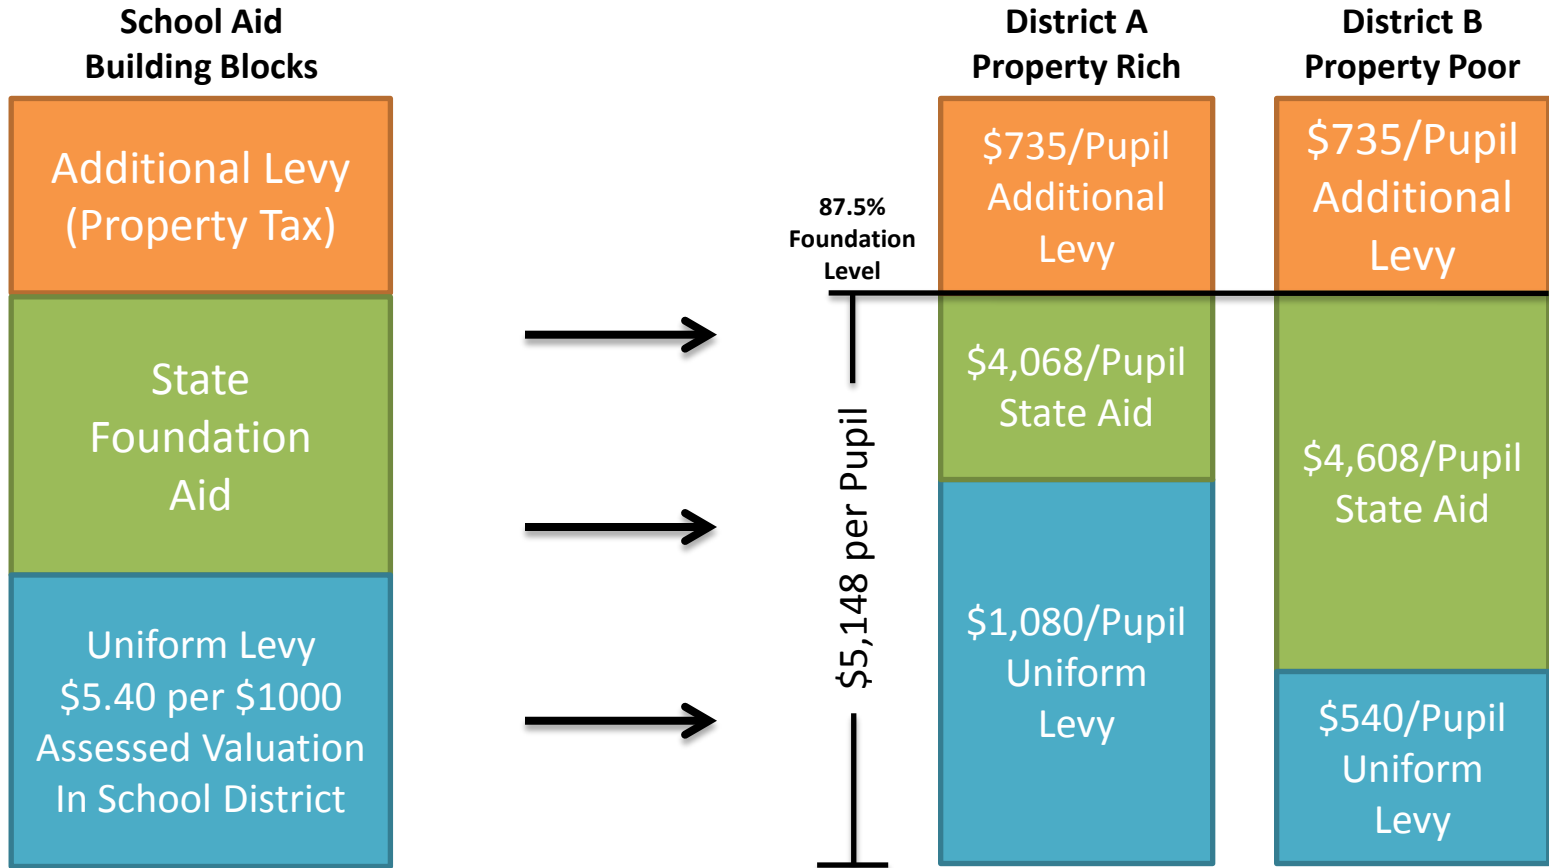 School Aid
Building Blocks
Additional Levy
(Property Tax)
State
Foundation
Aid
Uniform Levy
$5.40 per $1000
Assessed Valuation
In School District
87.5%
Foundation
Level
$5,148 per Pupil
District A
Property Rich
$735/Pupil
Additional
Levy
$4,068/Pupil
State Aid
$1,080/Pupil
Uniform
Levy
District B
Property Poor
$735/Pupil
Additional
Levy
$4,608/Pupil
State Aid
$540/Pupil
Uniform
Levy